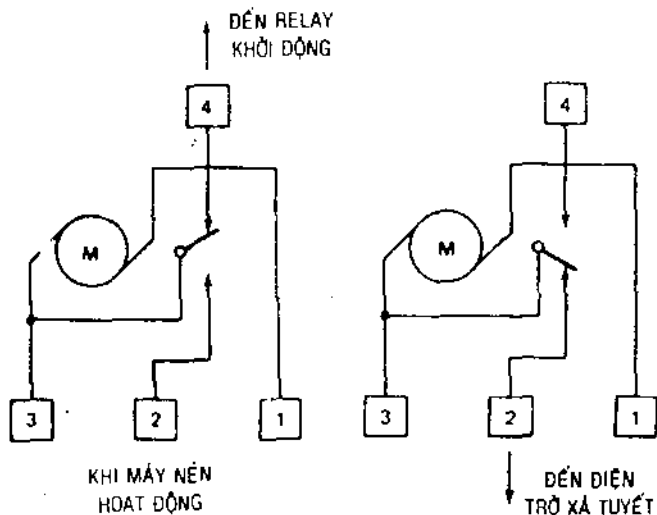 ĐẾN RELAY
KHỞI ĐỘNG
4
4
M
M
3
2
1
3
2
1
KHI MÁY NÉN
HOẠT ĐỘNG
ĐẾN ĐIỆN
TRỞ XẢ TUYẾT